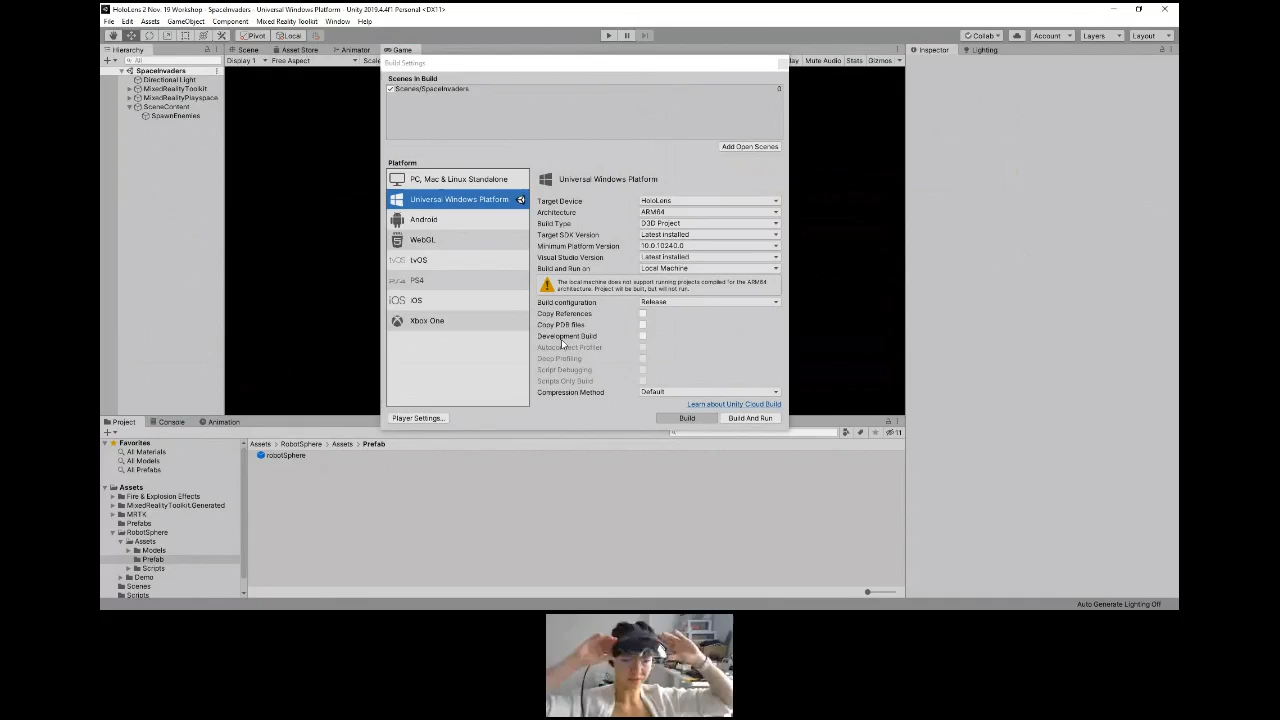 HoloLens 2 Nov. 19 Workshop - SpaceInvaders - Universal Windows Platform - Unity 2019.4.4f1 Personal <DX11>
File Edit Assets GameObject Component Mixed Reality Toolkit Window Help
Pivot Local Collab Account Layers Layout
Hierarchy Scene Asset Store Animator Game Inspector Lighting
All Display 1 Free Aspect Scale Mute Audio Stats Gizmos
SpaceInvaders
Directional Light
MixedRealityToolkit
MixedRealityPlayspace
SceneContent
SpawnEnemies
Build Settings
Scenes In Build
Scenes/SpaceInvaders 0
Add Open Scenes
Platform
PC, Mac & Linux Standalone
Universal Windows Platform
Android
WebGL
tvOS tvOS
PS4 PS4
iOS iOS
Xbox One
Universal Windows Platform
Target Device HoloLens
Architecture ARM64
Build Type D3D Project
Target SDK Version Latest installed
Minimum Platform Version 10.0.10240.0
Visual Studio Version Latest installed
Build and Run on Local Machine
The local machine does not support running projects compiled for the ARM64
architecture. Project will be built, but will not run.
Build configuration Release
Copy References
Copy PDB files
Development Build
Autoconnect Profiler
Deep Profiling
Script Debugging
Scripts Only Build
Compression Method Default
Learn about Unity Cloud Build
Player Settings... Build Build And Run
Project Console Animation
11
Favorites
All Materials
All Models
All Prefabs
Assets
Fire & Explosion Effects
MixedRealityToolkit.Generated
MRTK
Prefabs
RobotSphere
Assets
Models
Prefab
Scripts
Demo
Scenes
Scripts
Assets > RobotSphere > Assets > Prefab
robotSphere
Auto Generate Lighting Off